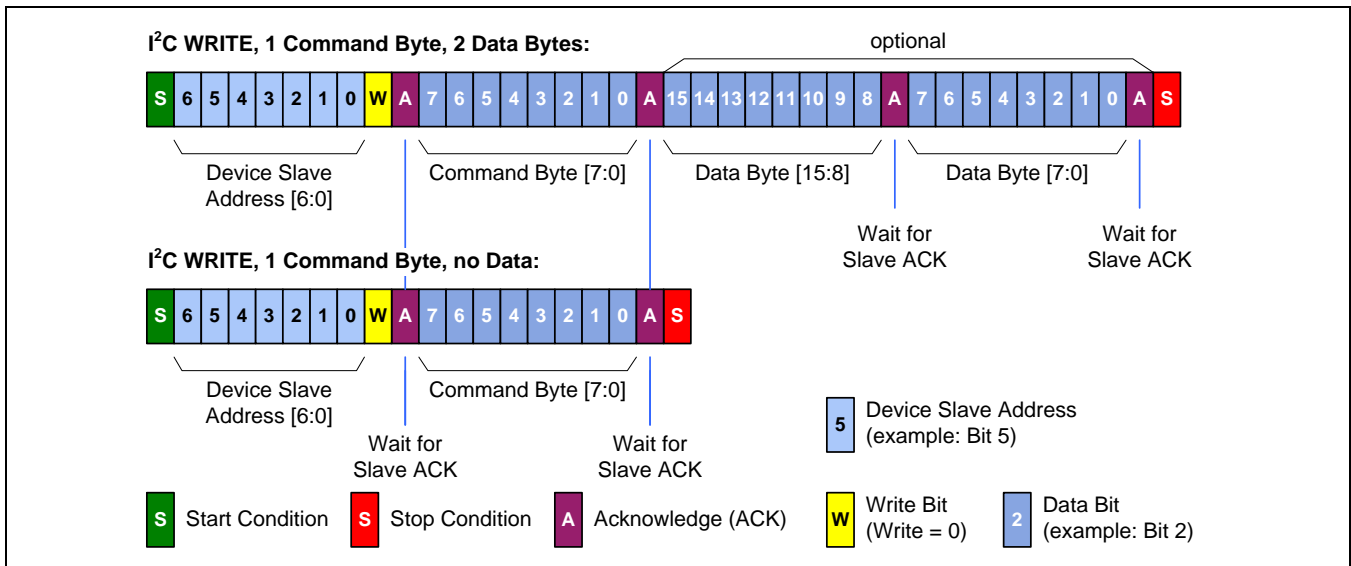 I²C WRITE, 1 Command Byte, 2 Data Bytes:
optional
S 6 5 4 3 2 1 0 W A 7 6 5 4 3 2 1 0 A 15 14 13 12 11 10 9 8 A 7 6 5 4 3 2 1 0 A S
Device Slave
Address [6:0]
Command Byte [7:0]
Data Byte [15:8]
Data Byte [7:0]
Wait for
Slave ACK
Wait for
Slave ACK
I²C WRITE, 1 Command Byte, no Data:
S 6 5 4 3 2 1 0 W A 7 6 5 4 3 2 1 0 A S
Device Slave
Address [6:0]
Command Byte [7:0]
Wait for
Slave ACK
Wait for
Slave ACK
5 Device Slave Address
(example: Bit 5)
S Start Condition
S Stop Condition
A Acknowledge (ACK)
W Write Bit
(Write = 0)
2 Data Bit
(example: Bit 2)